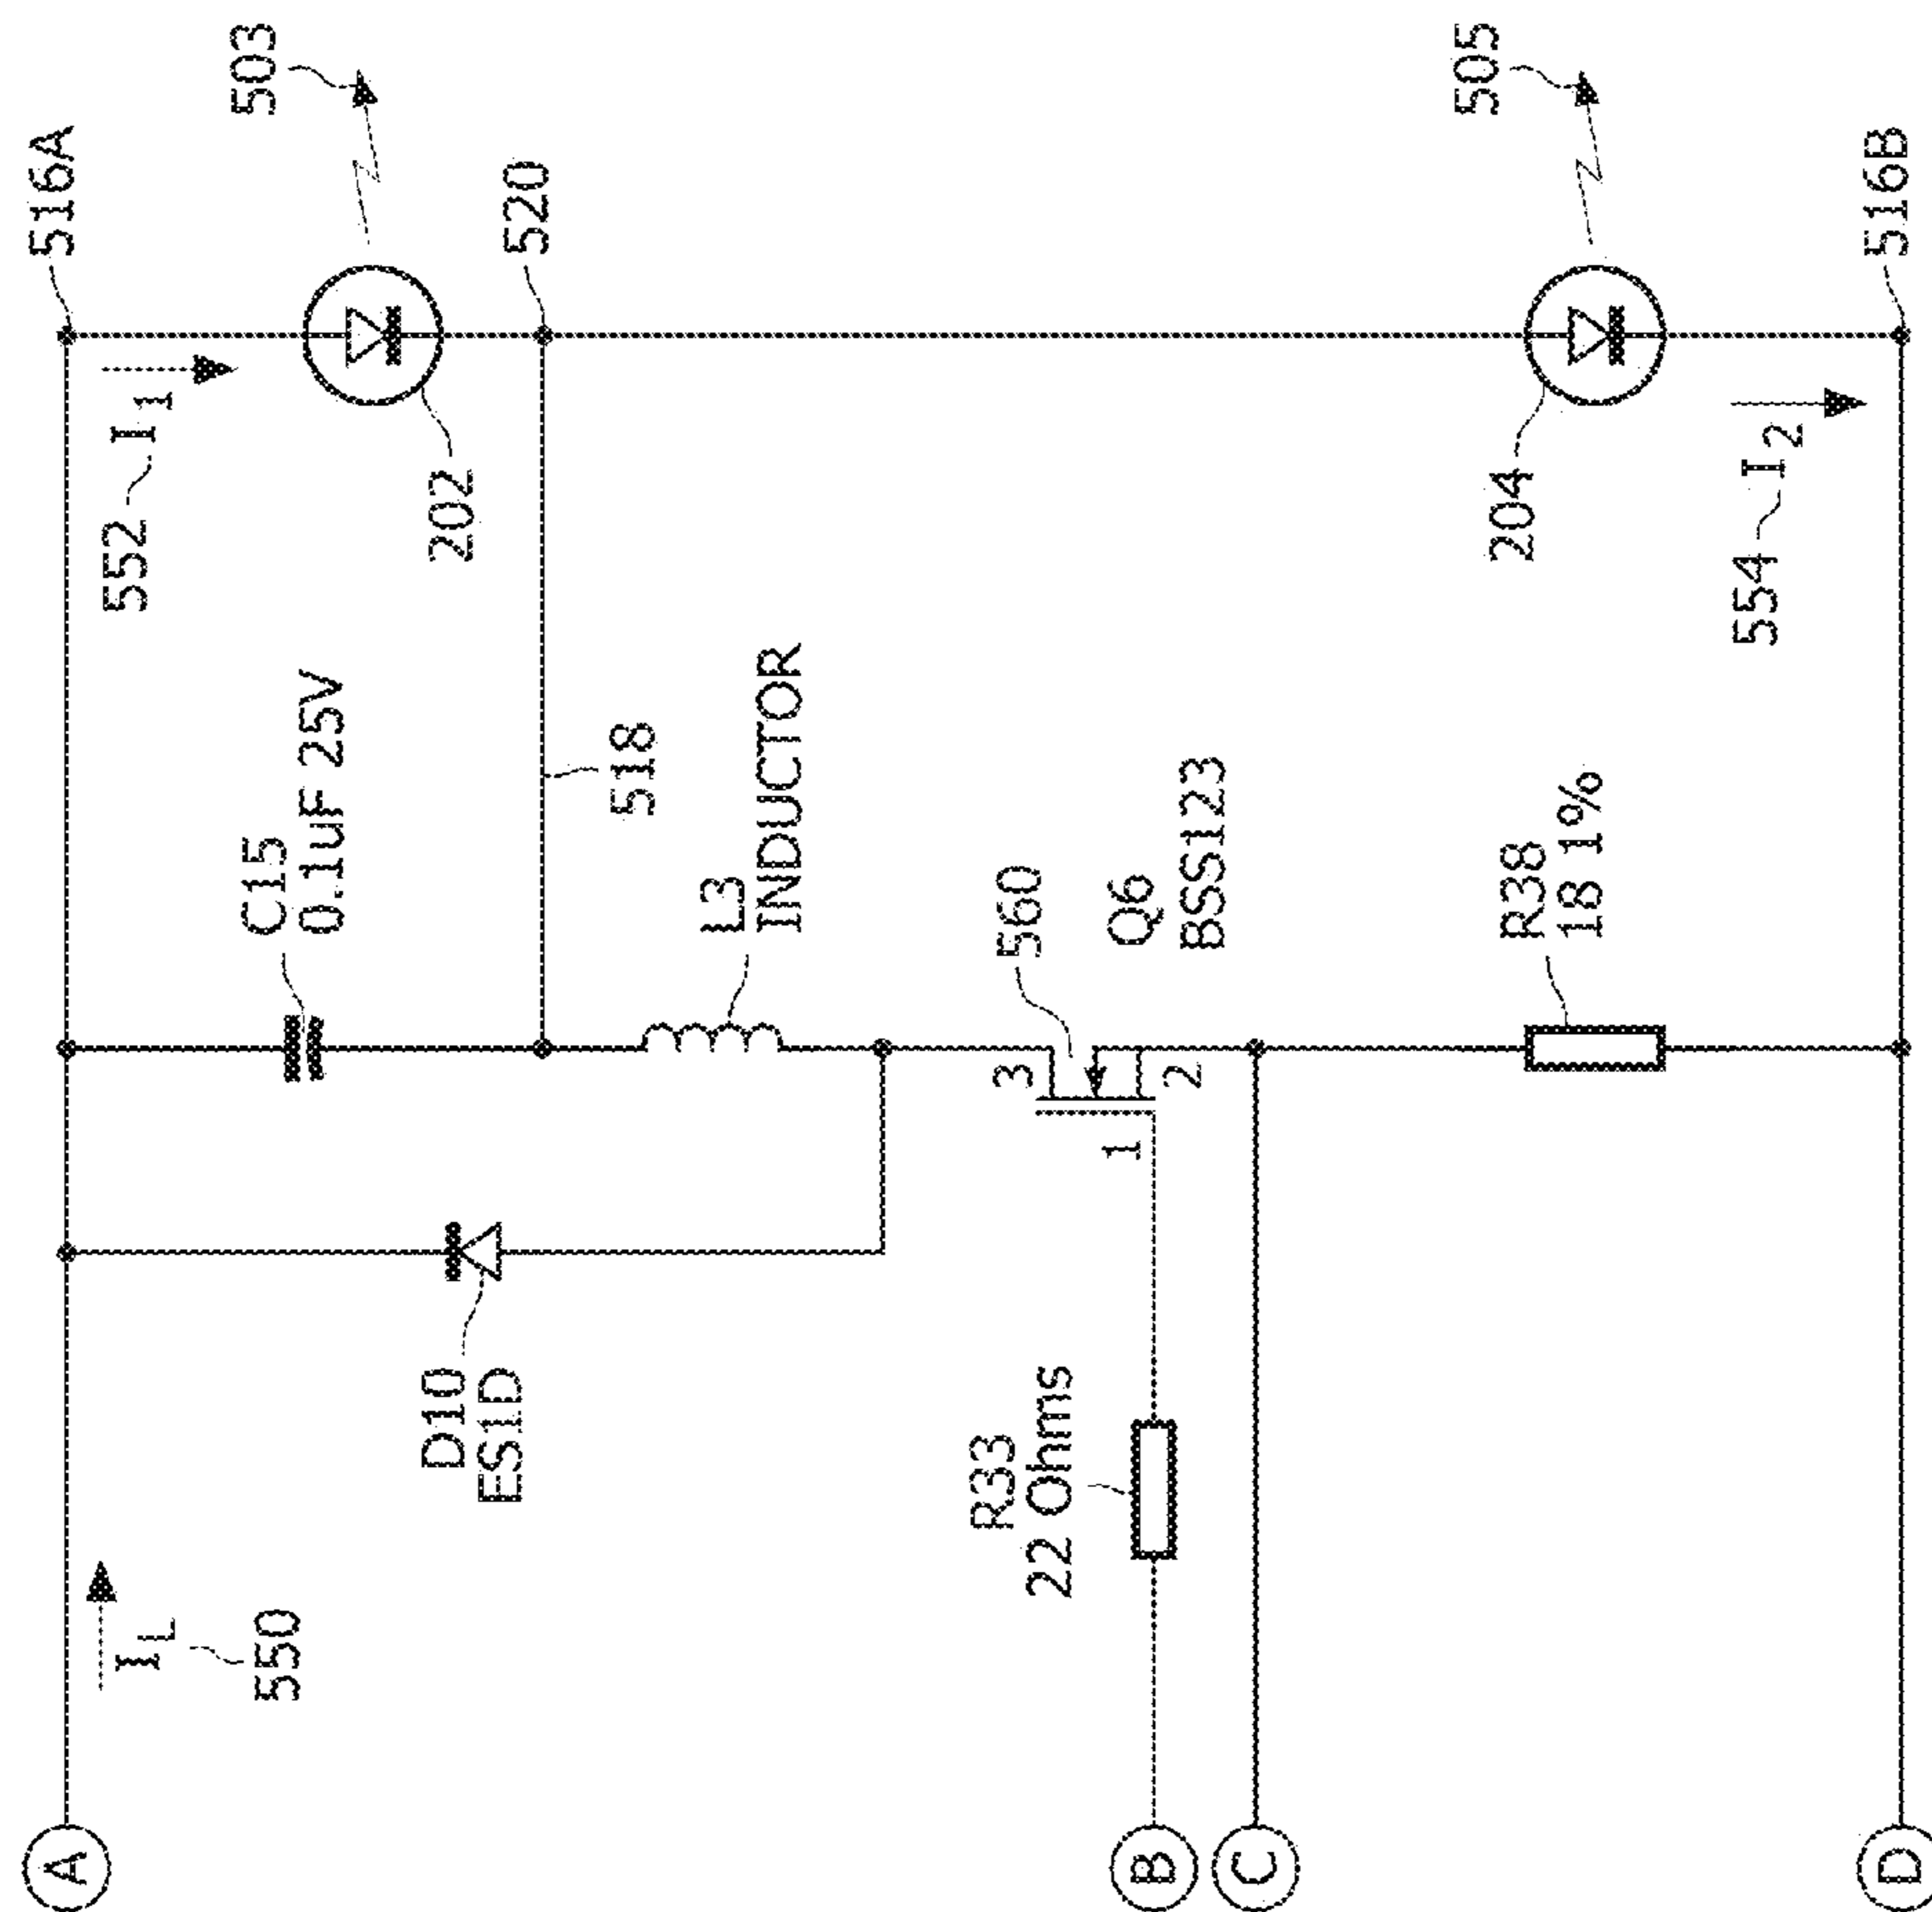 503
505
516A
520
516B
552
I1
202
204
554
I2
C15
0.1uF 25V
518
L3
INDUCTOR
560
Q6
BSS123
R38
18 1%
3
2
1
D10
ES1D
R33
22 Ohms
IL
550
A
B
C
D